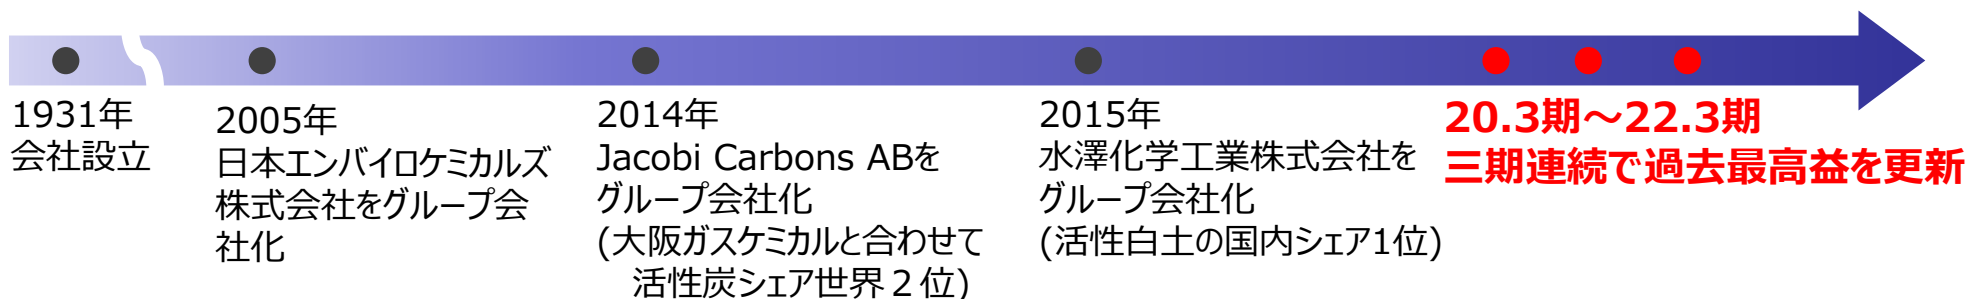 1931年
会社設立
2005年
日本エンバイロケミカルズ
株式会社をグループ会
社化
2014年
Jacobi Carbons ABを
グループ会社化
(大阪ガスケミカルと合わせて
活性炭シェア世界２位)
2015年
水澤化学工業株式会社を
グループ会社化
(活性白土の国内シェア1位)
20.3期～22.3期
三期連続で過去最高益を更新